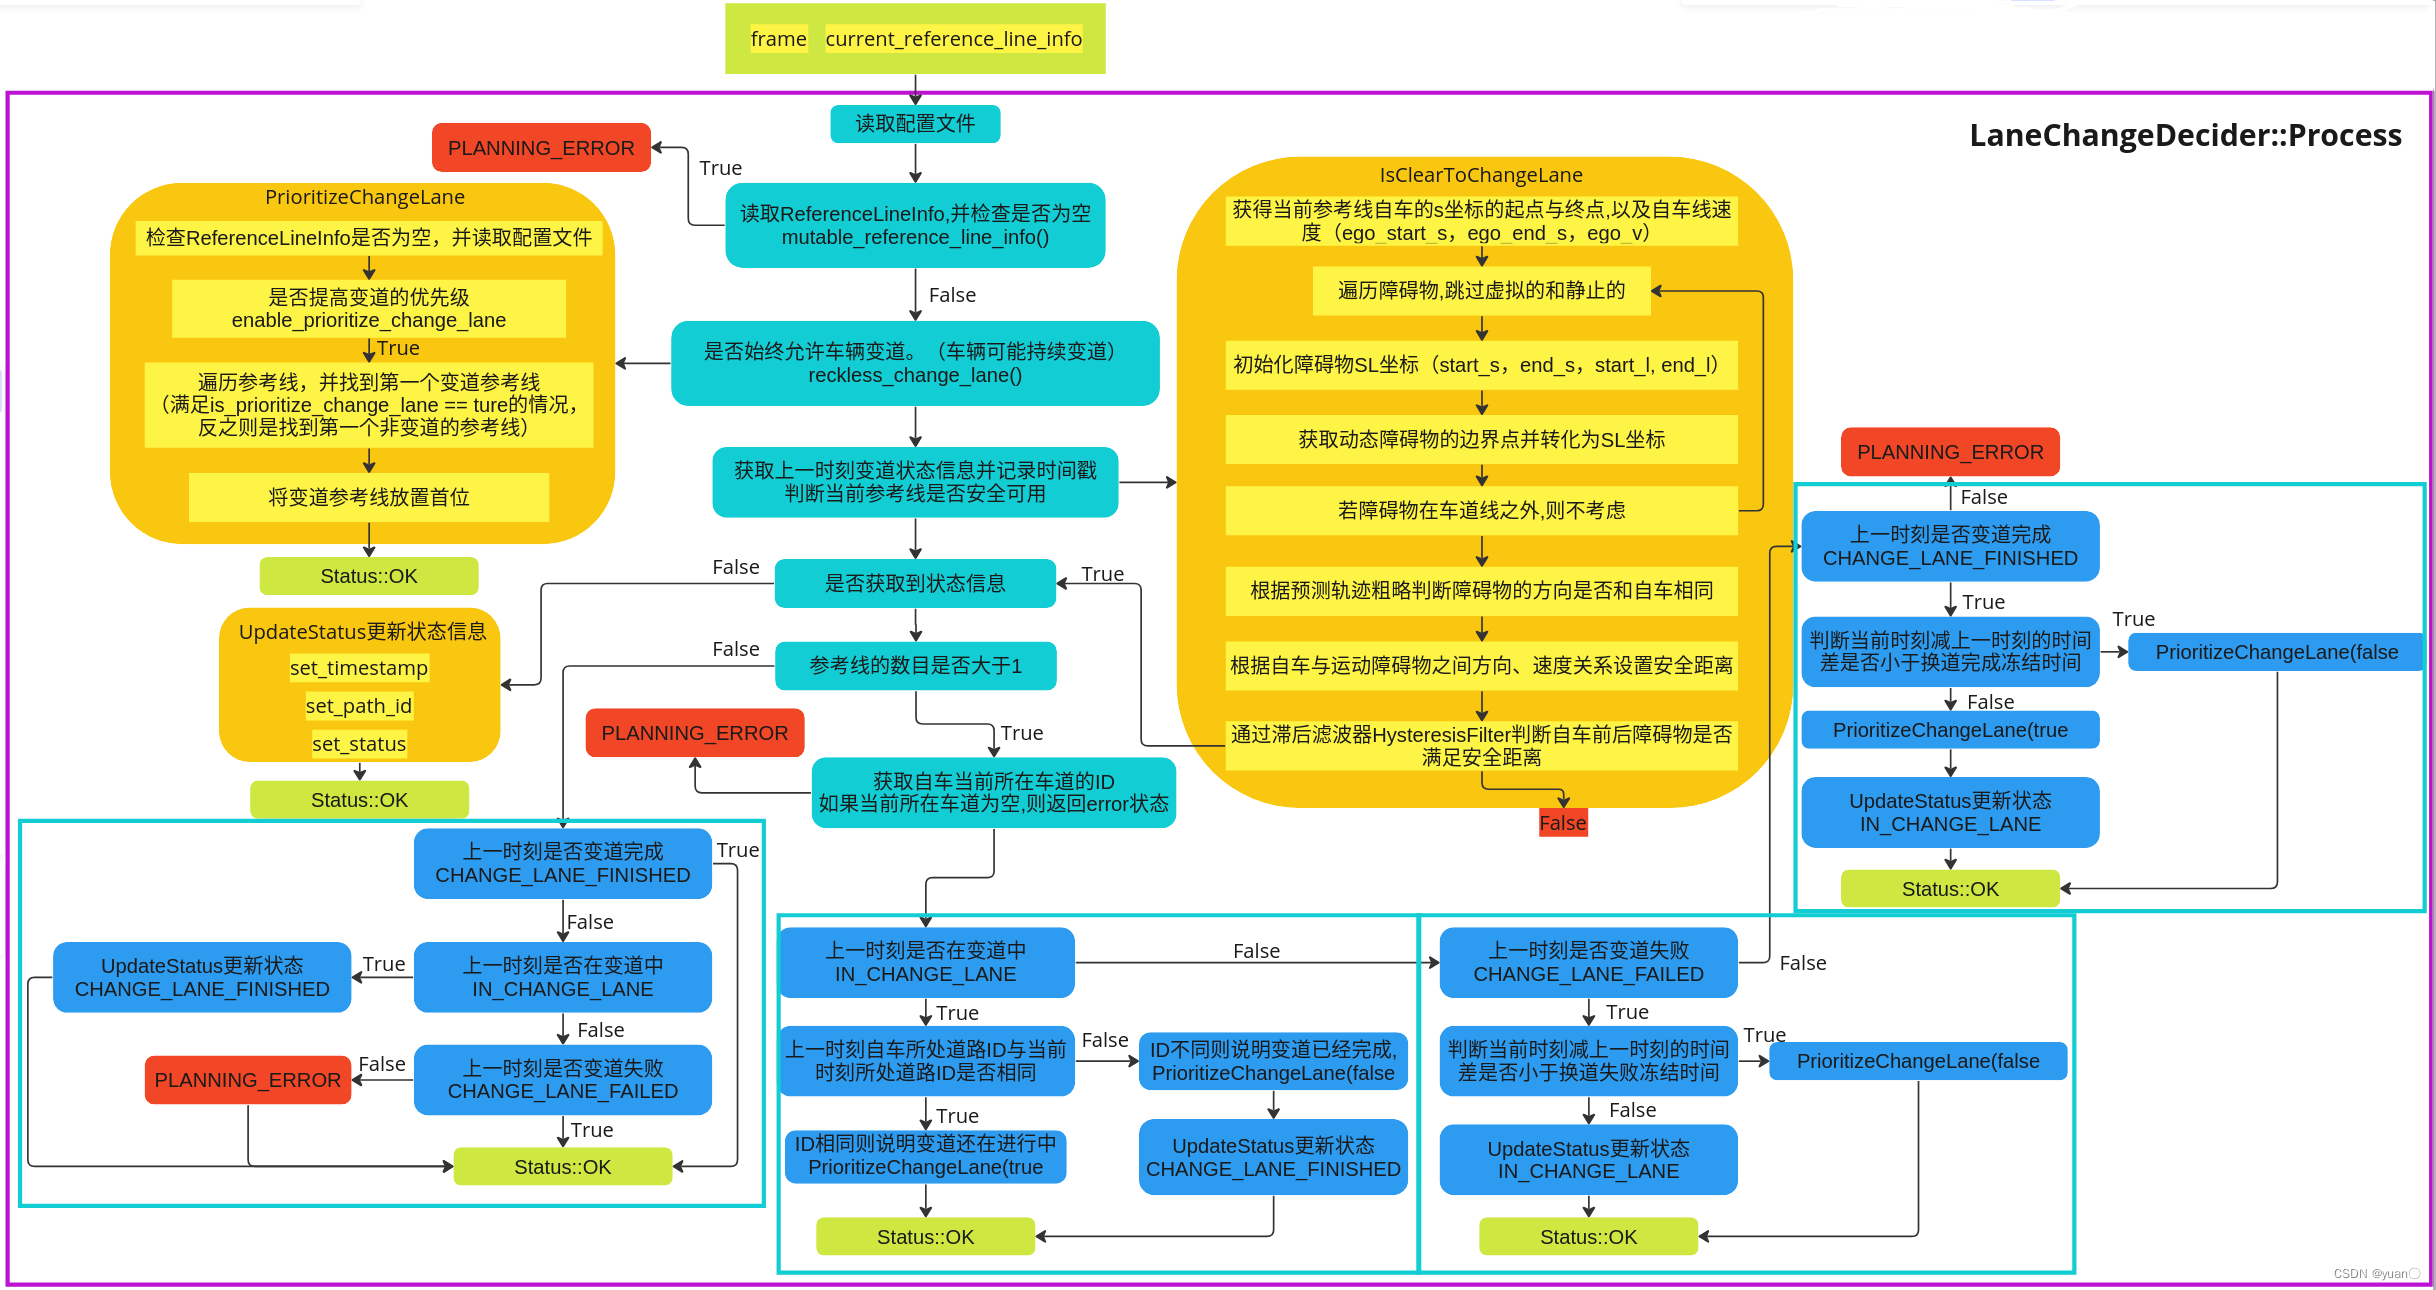 frame current_reference_line_info
LaneChangeDecider::Process
读取配置文件
PLANNING_ERROR
True
读取ReferenceLineInfo,并检查是否为空
mutable_reference_line_info()
False
是否始终允许车辆变道。（车辆可能持续变道）
reckless_change_lane()
获取上一时刻变道状态信息并记录时间戳
判断当前参考线是否安全可用
False
True
是否获取到状态信息
False
参考线的数目是否大于1
True
PLANNING_ERROR
获取自车当前所在车道的ID
如果当前所在车道为空,则返回error状态
PrioritizeChangeLane
检查ReferenceLineInfo是否为空，并读取配置文件
是否提高变道的优先级
enable_prioritize_change_lane
True
遍历参考线，并找到第一个变道参考线
（满足is_prioritize_change_lane == ture的情况，
反之则是找到第一个非变道的参考线）
将变道参考线放置首位
Status::OK
UpdateStatus更新状态信息
set_timestamp
set_path_id
set_status
Status::OK
IsClearToChangeLane
获得当前参考线自车的s坐标的起点与终点,以及自车线速
度（ego_start_s，ego_end_s，ego_v）
遍历障碍物,跳过虚拟的和静止的
初始化障碍物SL坐标（start_s，end_s，start_l, end_l）
获取动态障碍物的边界点并转化为SL坐标
若障碍物在车道线之外,则不考虑
根据预测轨迹粗略判断障碍物的方向是否和自车相同
根据自车与运动障碍物之间方向、速度关系设置安全距离
通过滞后滤波器HysteresisFilter判断自车前后障碍物是否
满足安全距离
False
PLANNING_ERROR
False
上一时刻是否变道完成
CHANGE_LANE_FINISHED
True
判断当前时刻减上一时刻的时间
差是否小于换道完成冻结时间
True
PrioritizeChangeLane(false
False
PrioritizeChangeLane(true
UpdateStatus更新状态
IN_CHANGE_LANE
Status::OK
上一时刻是否变道完成
CHANGE_LANE_FINISHED
True
False
UpdateStatus更新状态
CHANGE_LANE_FINISHED
True
上一时刻是否在变道中
IN_CHANGE_LANE
False
PLANNING_ERROR
False
上一时刻是否变道失败
CHANGE_LANE_FAILED
True
Status::OK
上一时刻是否在变道中
IN_CHANGE_LANE
False
True
上一时刻自车所处道路ID与当前
时刻所处道路ID是否相同
False
ID不同则说明变道已经完成,
PrioritizeChangeLane(false
True
ID相同则说明变道还在进行中
PrioritizeChangeLane(true
UpdateStatus更新状态
CHANGE_LANE_FINISHED
Status::OK
上一时刻是否变道失败
CHANGE_LANE_FAILED
False
True
判断当前时刻减上一时刻的时间
差是否小于换道失败冻结时间
True
PrioritizeChangeLane(false
False
UpdateStatus更新状态
IN_CHANGE_LANE
Status::OK
CSDN @yuan〇